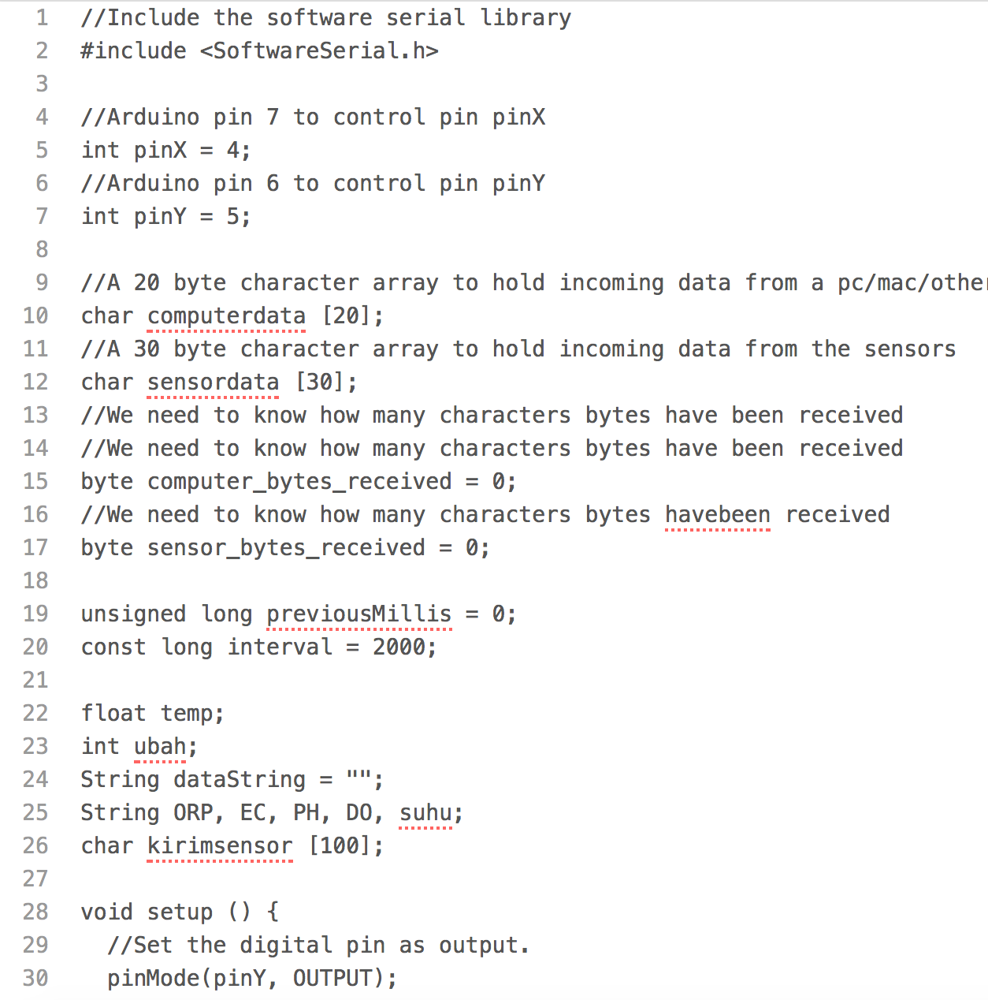 1 //Include the software serial library
2 #include <SoftwareSerial.h>
3
4 //Arduino pin 7 to control pin pinX
5 int pinX = 4;
6 //Arduino pin 6 to control pin pinY
7 int pinY = 5;
8
9 //A 20 byte character array to hold incoming data from a pc/mac/other
10 char computerdata [20];
11 //A 30 byte character array to hold incoming data from the sensors
12 char sensordata [30];
13 //We need to know how many characters bytes have been received
14 //We need to know how many characters bytes have been received
15 byte computer_bytes_received = 0;
16 //We need to know how many characters bytes havebeen received
17 byte sensor_bytes_received = 0;
18
19 unsigned long previousMillis = 0;
20 const long interval = 2000;
21
22 float temp;
23 int ubah;
24 String dataString = "";
25 String ORP, EC, PH, DO, suhu;
26 char kirimsensor [100];
27
28 void setup () {
29   //Set the digital pin as output.
30   pinMode(pinY, OUTPUT);